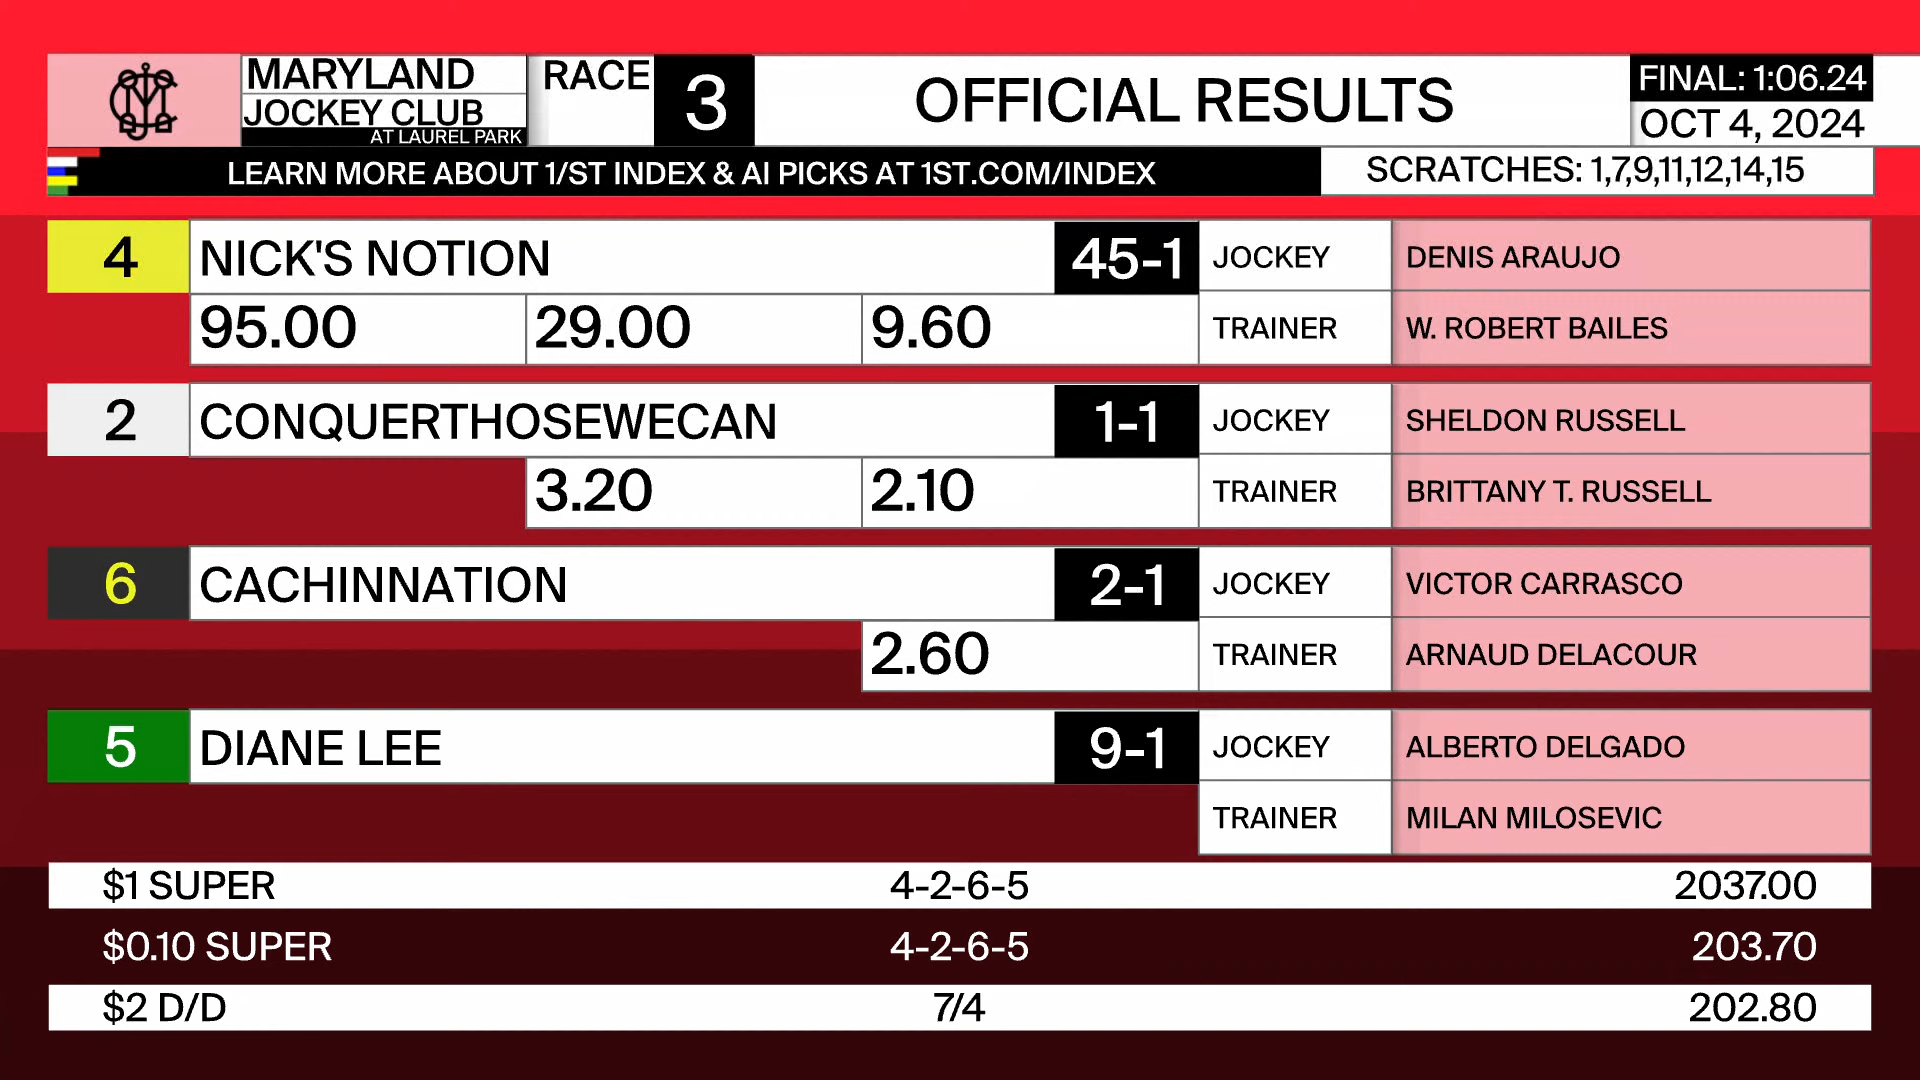 MARYLAND
JOCKEY CLUB
AT LAUREL PARK
RACE 3
OFFICIAL RESULTS
FINAL: 1:06.24
OCT 4, 2024
LEARN MORE ABOUT 1/ST INDEX & AI PICKS AT 1ST.COM/INDEX
SCRATCHES: 1,7,9,11,12,14,15
4 NICK'S NOTION 45-1 JOCKEY DENIS ARAUJO
95.00 29.00 9.60 TRAINER W. ROBERT BAILES
2 CONQUERTHOSEWECAN 1-1 JOCKEY SHELDON RUSSELL
3.20 2.10 TRAINER BRITTANY T. RUSSELL
6 CACHINNATION 2-1 JOCKEY VICTOR CARRASCO
2.60 TRAINER ARNAUD DELACOUR
5 DIANE LEE 9-1 JOCKEY ALBERTO DELGADO
TRAINER MILAN MILOSEVIC
$1 SUPER 4-2-6-5 2037.00
$0.10 SUPER 4-2-6-5 203.70
$2 D/D 7/4 202.80